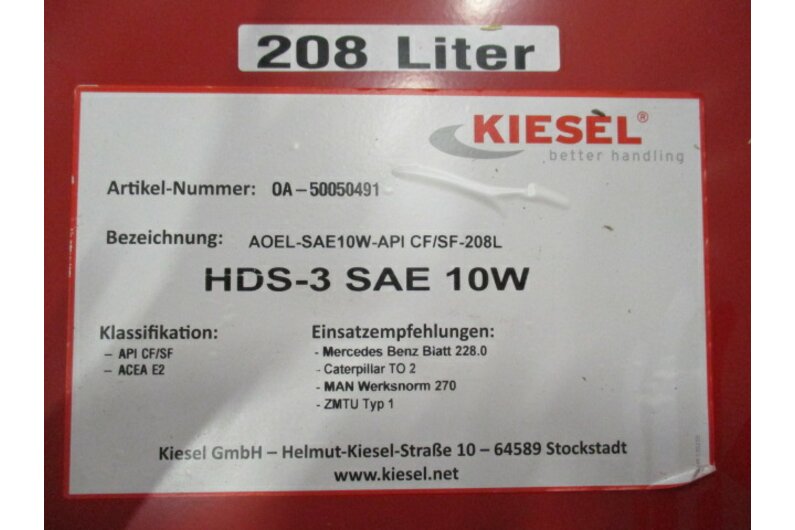 208 Liter
KIESEL®
better handling
Artikel-Nummer: OA-50050491
Bezeichnung: AOEL-SAE10W-API CF/SF-208L
HDS-3 SAE 10W
Klassifikation:
- API CF/SF
- ACEA E2
Einsatzempfehlungen:
- Mercedes Benz Blatt 228.0
- Caterpillar TO 2
- MAN Werksnorm 270
- ZMTU Typ 1
Kiesel GmbH – Helmut-Kiesel-Straße 10 – 64589 Stockstadt
www.kiesel.net